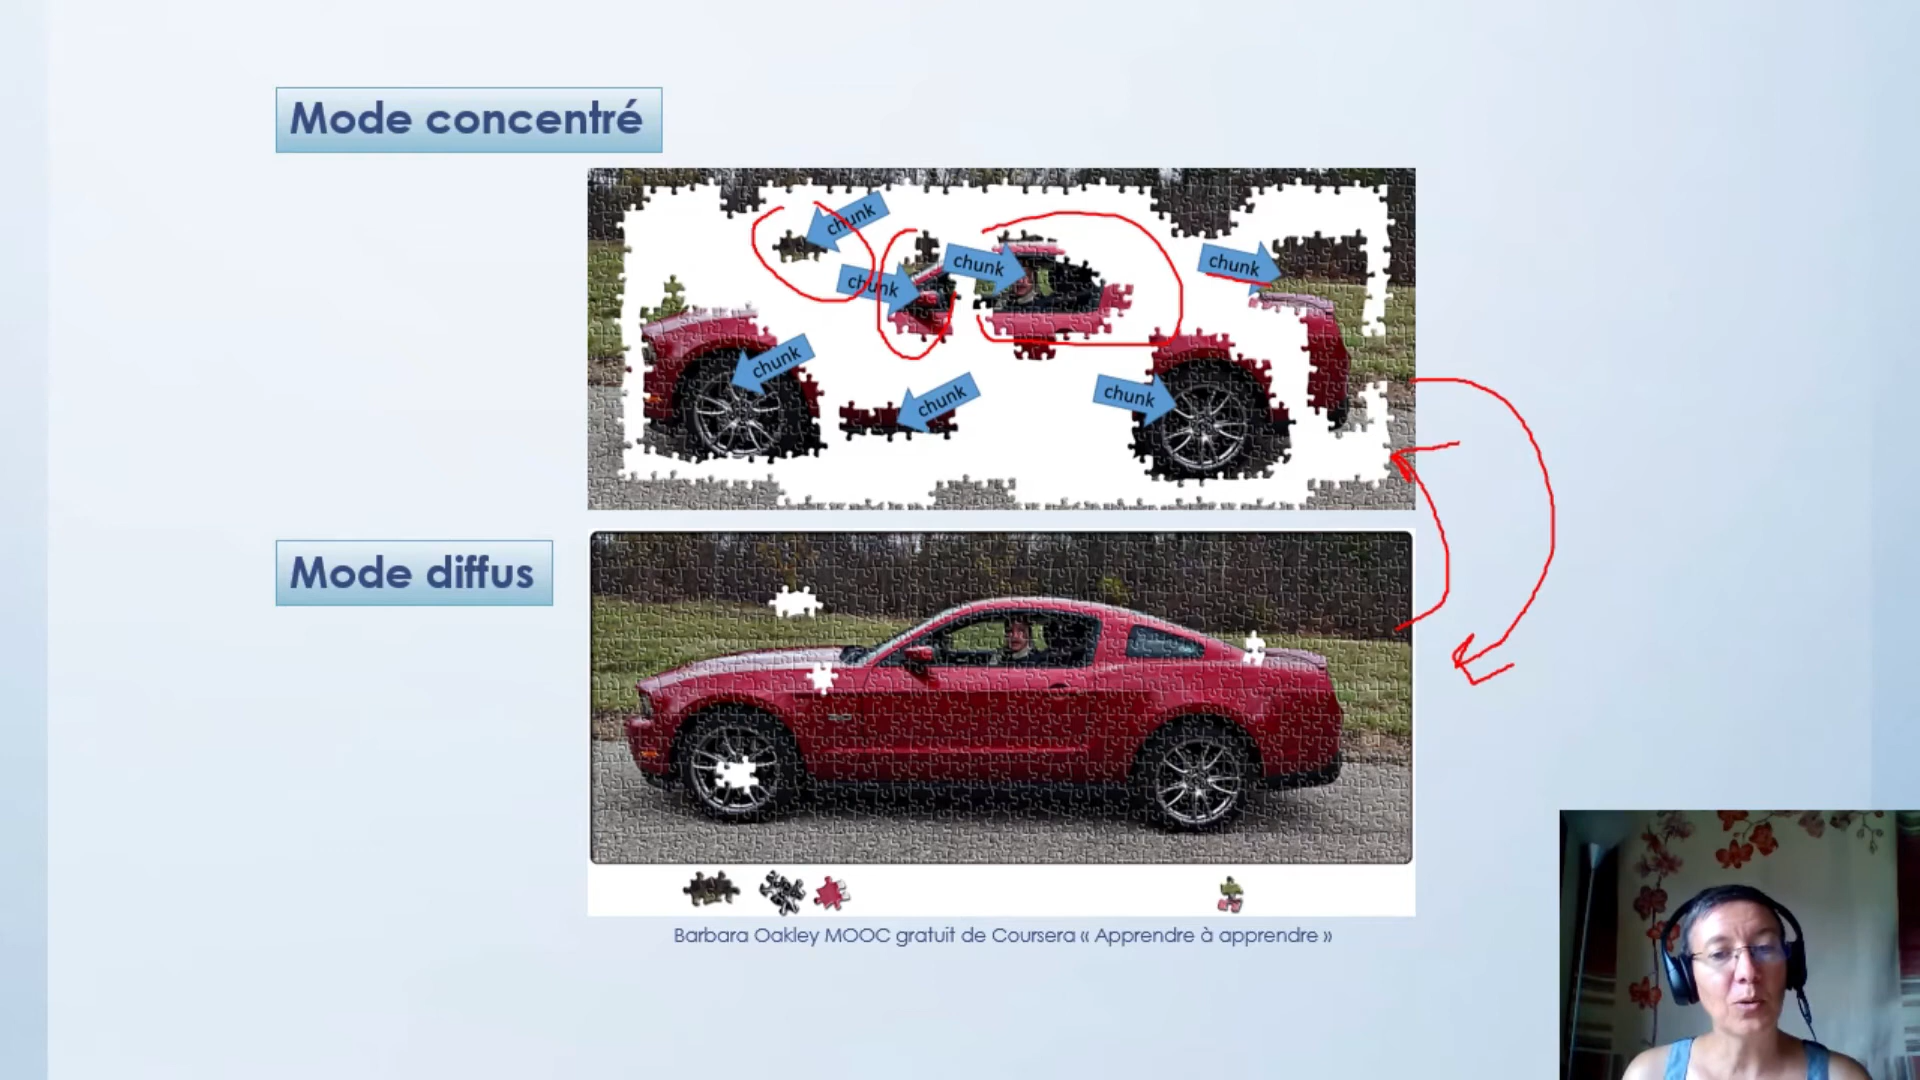 Mode concentré
chunk
chunk
chunk
chunk
chunk
chunk
chunk
Mode diffus
Barbara Oakley MOOC gratuit de Coursera « Apprendre à apprendre »